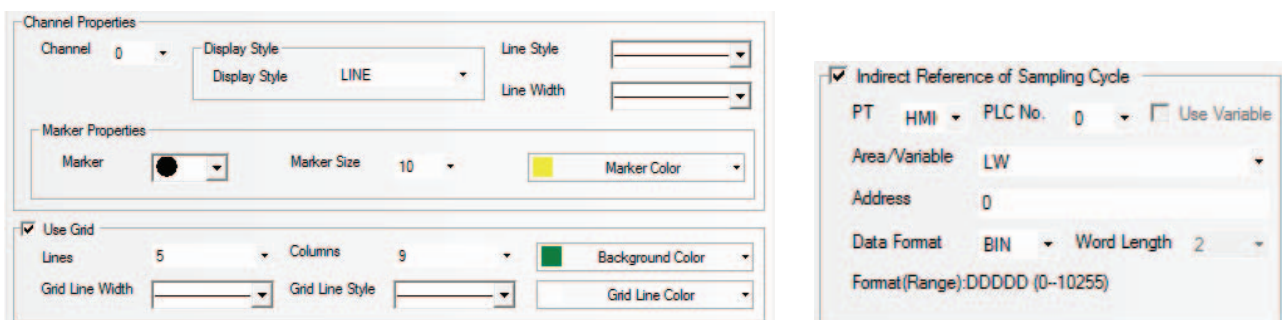 Channel Properties
Channel 0 Display Style Line Style
Display Style LINE
Line Width
Marker Properties
Marker Marker Size 10 Marker Color
Use Grid
Lines 5 Columns 9 Background Color
Grid Line Width Grid Line Style Grid Line Color
Indirect Reference of Sampling Cycle
PT HMI PLC No. 0 Use Variable
Area/Variable LW
Address 0
Data Format BIN Word Length 2
Format(Range):DDDDD (0--10255)